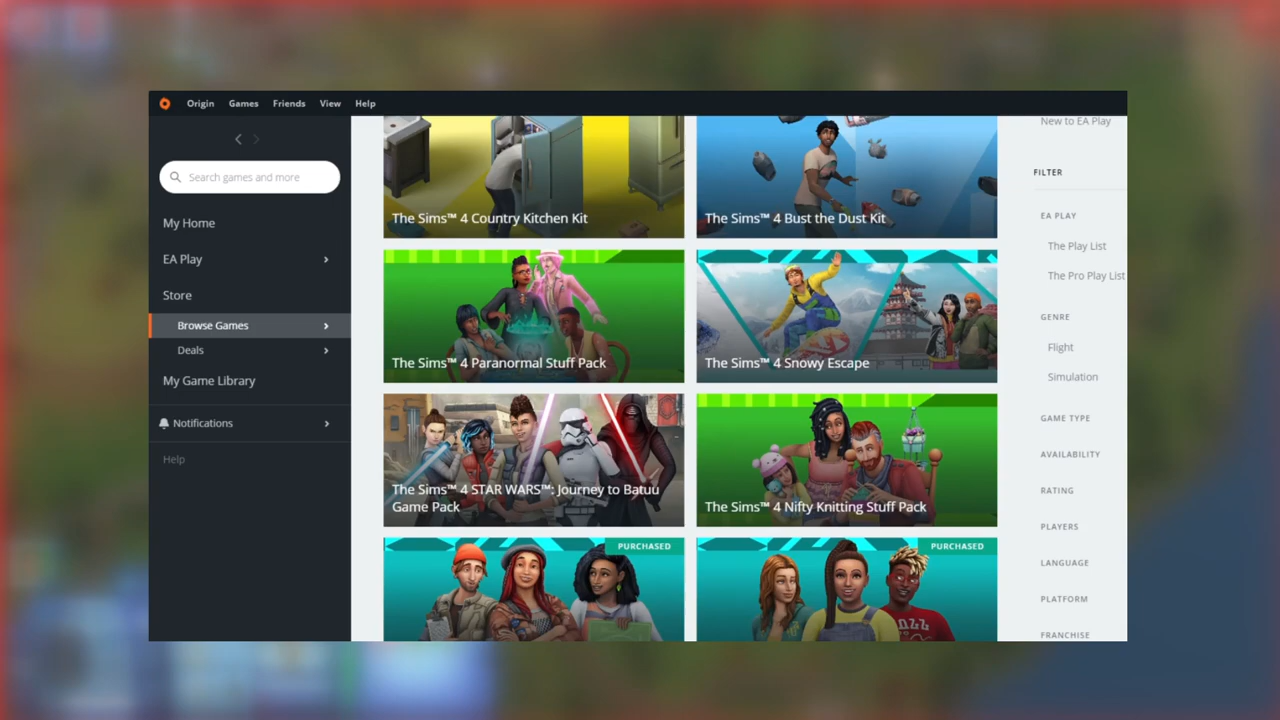 Origin Games Friends View Help
Search games and more
My Home
EA Play
Store
Browse Games
Deals
My Game Library
Notifications
Help
The Sims™ 4 Country Kitchen Kit
The Sims™ 4 Bust the Dust Kit
The Sims™ 4 Paranormal Stuff Pack
The Sims™ 4 Snowy Escape
The Sims™ 4 STAR WARS™: Journey to Batuu
Game Pack
The Sims™ 4 Nifty Knitting Stuff Pack
PURCHASED
PURCHASED
New to EA Play
FILTER
EA PLAY
The Play List
The Pro Play List
GENRE
Flight
Simulation
GAME TYPE
AVAILABILITY
RATING
PLAYERS
LANGUAGE
PLATFORM
FRANCHISE